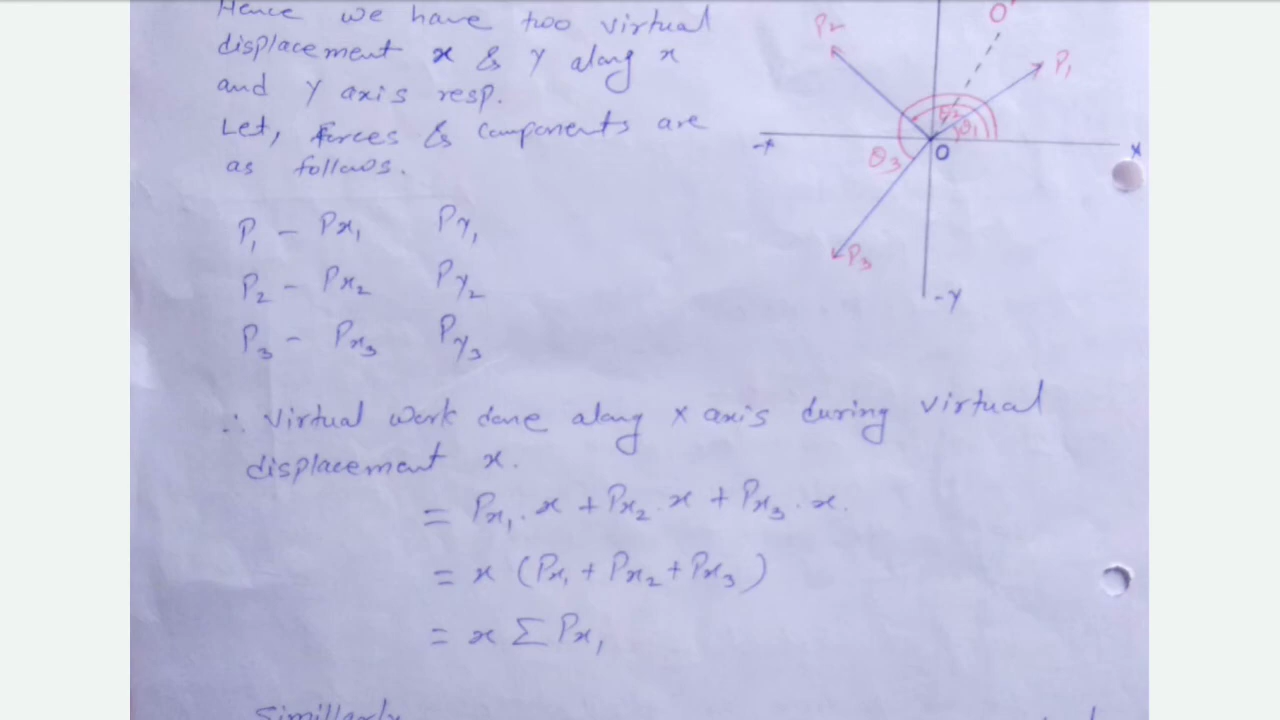 Hence we have two virtual
displacement x & Y along x
and Y axis resp.
Let, forces & components are
as follows.
P₁ - Px₁ Py₁
P₂ - Px₂ Py₂
P₃ - Px₃ Py₃
∴ Virtual work done along x axis during virtual
displacement x.
= Px₁.x + Px₂.x + Px₃.x.
= x (Px₁ + Px₂ + Px₃)
= x Σ Px₁
Simillarly
P₂
O'
P₁
θ₂
θ₁
-x
O
x
θ₃
P₃
-Y